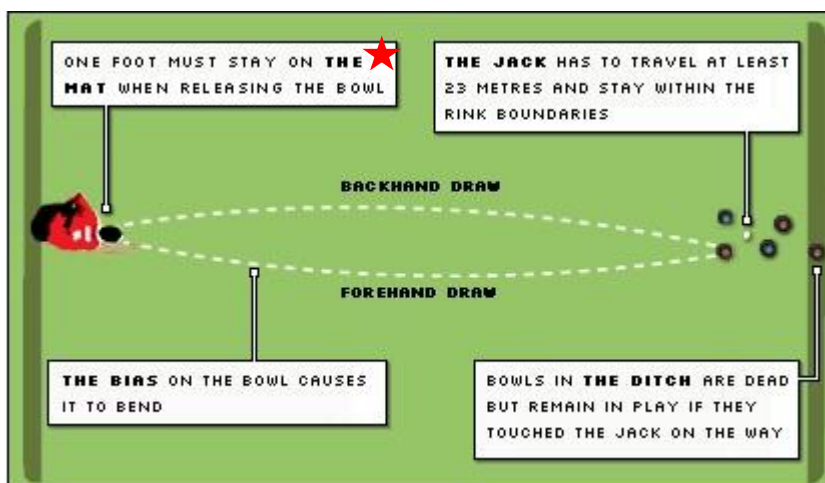 ONE FOOT MUST STAY ON THE
MAT WHEN RELEASING THE BOWL
THE JACK HAS TO TRAVEL AT LEAST
23 METRES AND STAY WITHIN THE
RINK BOUNDARIES
BACKHAND DRAW
FOREHAND DRAW
THE BIAS ON THE BOWL CAUSES
IT TO BEND
BOWLS IN THE DITCH ARE DEAD
BUT REMAIN IN PLAY IF THEY
TOUCHED THE JACK ON THE WAY